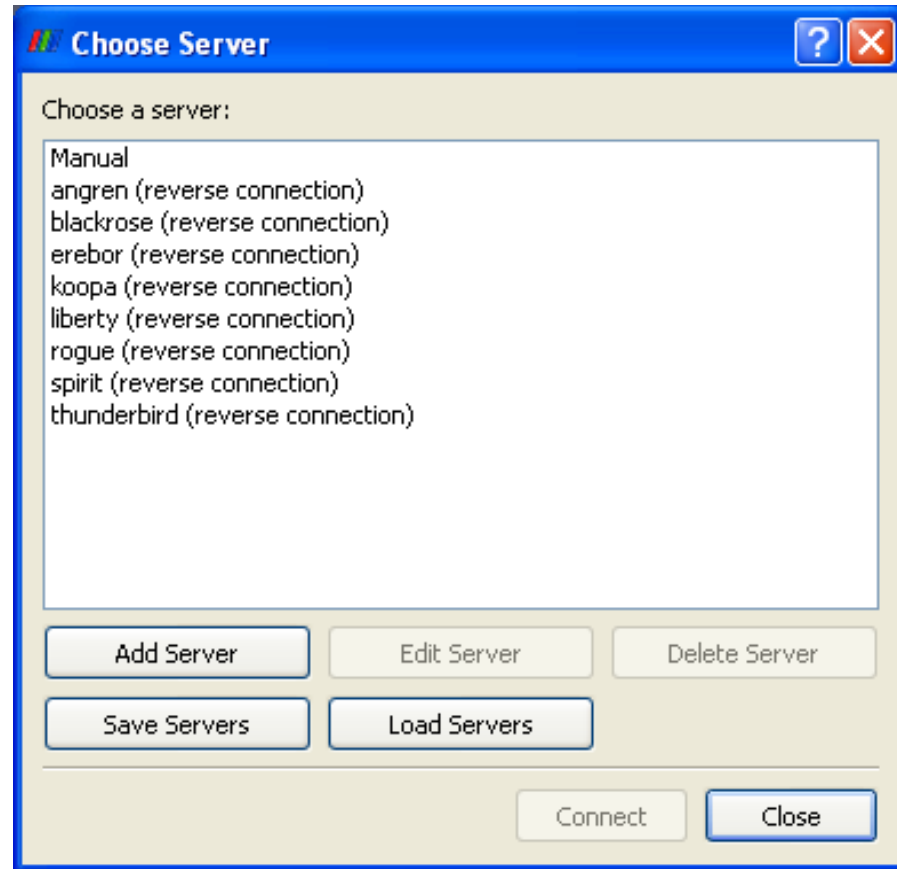 Choose Server
?
Choose a server:
Manual
angren (reverse connection)
blackrose (reverse connection)
erebor (reverse connection)
koopa (reverse connection)
liberty (reverse connection)
rogue (reverse connection)
spirit (reverse connection)
thunderbird (reverse connection)
Add Server Edit Server Delete Server
Save Servers Load Servers
Connect Close